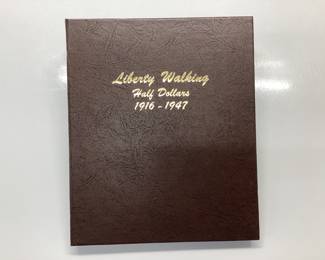 Liberty Walking
Half Dollars
1916 - 1947